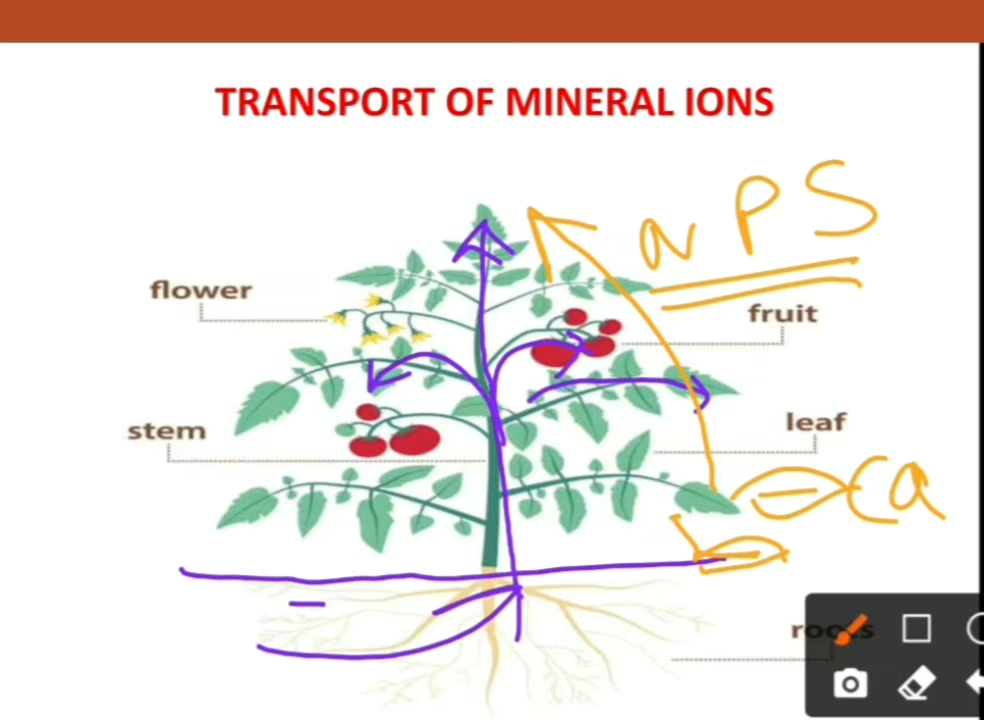 TRANSPORT OF MINERAL IONS
N P S
flower
fruit
leaf
stem
Ca
roots